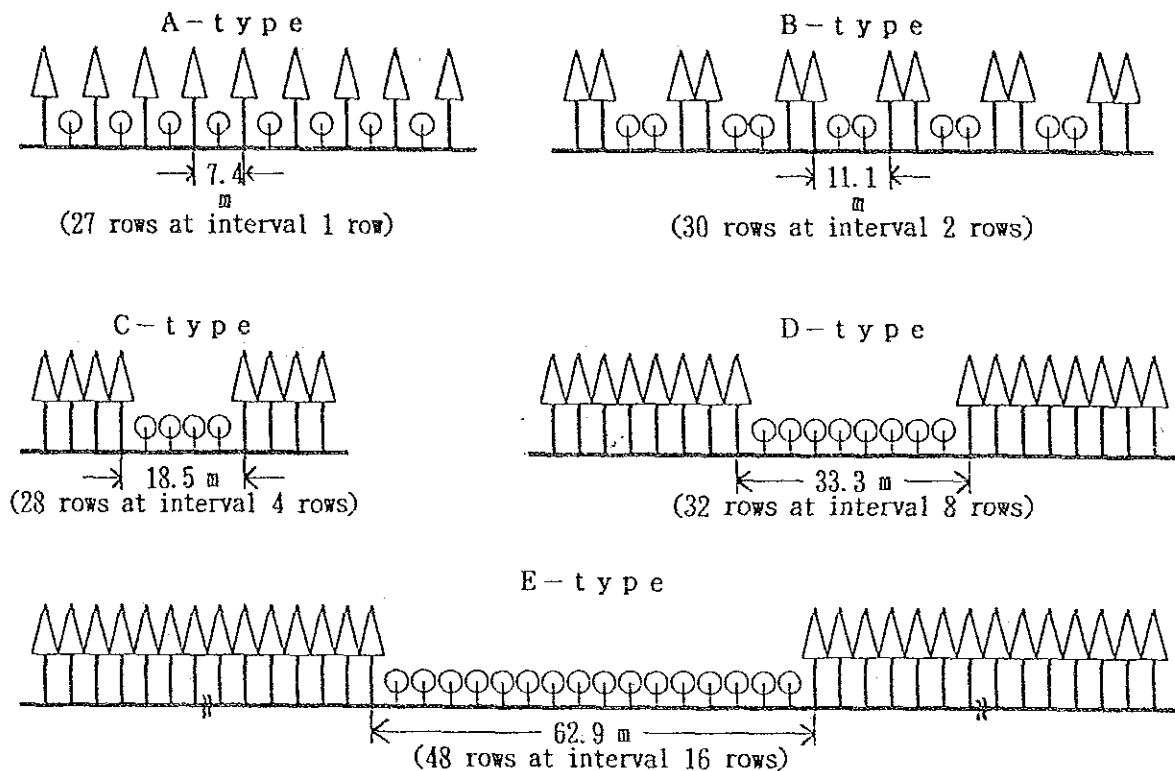 A-type
7.4
m
(27 rows at interval 1 row)
B-type
11.1
m
(30 rows at interval 2 rows)
C-type
18.5 m
(28 rows at interval 4 rows)
D-type
33.3 m
(32 rows at interval 8 rows)
E-type
62.9 m
(48 rows at interval 16 rows)